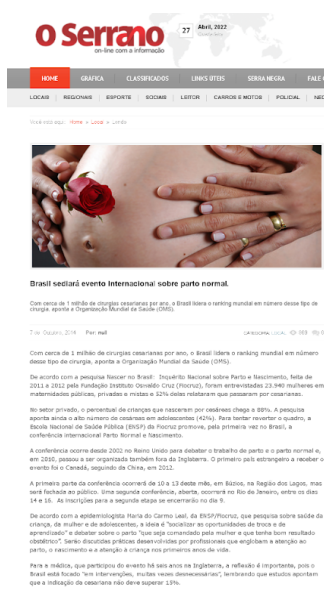 O Serrano
on-line com a informação
27
Abril, 2022
HOME GRÁFICA CLASSIFICADOS LINKS ÚTEIS SERRA NEGRA FALE
LOCAIS REGIONAIS ESPORTE SOCIAIS LEITOR CARROS E MOTOS POLICIAL
Home » Local »
Brasil sediará evento internacional sobre parto normal.
Com cerca de 1 milhão de cirurgias cesarianas por ano, o Brasil lidera o ranking mundial em número desse tipo de
cirurgia, aponta a Organização Mundial da Saúde (OMS).
7 de Outubro, 2014 Por:
CATEGORIA LOCAL
Com cerca de 1 milhão de cirurgias cesarianas por ano, o Brasil lidera o ranking mundial em número
desse tipo de cirurgia, aponta a Organização Mundial da Saúde (OMS).
De acordo com a pesquisa Nascer no Brasil: Inquérito Nacional sobre Parto e Nascimento, feita de
2011 a 2012 pela Fundação Instituto Osvaldo Cruz (Fiocruz), foram entrevistadas 23.940 mulheres em
maternidades públicas, privadas e mistas e 52% delas relataram que passaram por cesarianas.
No setor privado, o percentual de crianças que nasceram por cesáreas chega a 88%. A pesquisa
aponta ainda o alto número de cesáreas em adolescentes (42%). Para tentar reverter o quadro, a
Escola Nacional de Saúde Pública (ENSP) da Fiocruz promove, pela primeira vez no Brasil, a
conferência internacional Parto Normal e Nascimento.
A conferência ocorre desde 2002 no Reino Unido para debater o trabalho de parto e o parto normal e,
em 2010, passou a ser organizada também fora da Inglaterra. O primeiro país estrangeiro a receber o
evento foi o Canadá, seguido da China, em 2012.
A primeira parte da conferência ocorrerá de 10 a 13 deste mês, em Búzios, na Região dos Lagos, mas
será fechada ao público. Uma segunda conferência, aberta, ocorrerá no Rio de Janeiro, entre os dias
14 e 16. As inscrições para a segunda etapa se encerrarão no dia 9.
De acordo com a epidemiologista Maria do Carmo Leal, da ENSP/Fiocruz, que pesquisa sobre saúde da
criança, da mulher e de adolescentes, a ideia é "socializar as oportunidades de troca e de
aprendizado" e debater sobre o parto "que seja comandado pela mulher e que tenha bom resultado
obstétrico". Serão discutidas práticas desenvolvidas por profissionais que englobam a atenção ao
parto, o nascimento e a atenção à criança nos primeiros anos de vida.
Para a médica, que participou do evento há seis anos na Inglaterra, a reflexão é importante, pois o
Brasil está focado "em intervenções, muitas vezes desnecessárias", lembrando que estudos apontam
que a indicação da cesariana não deve superar 15%.